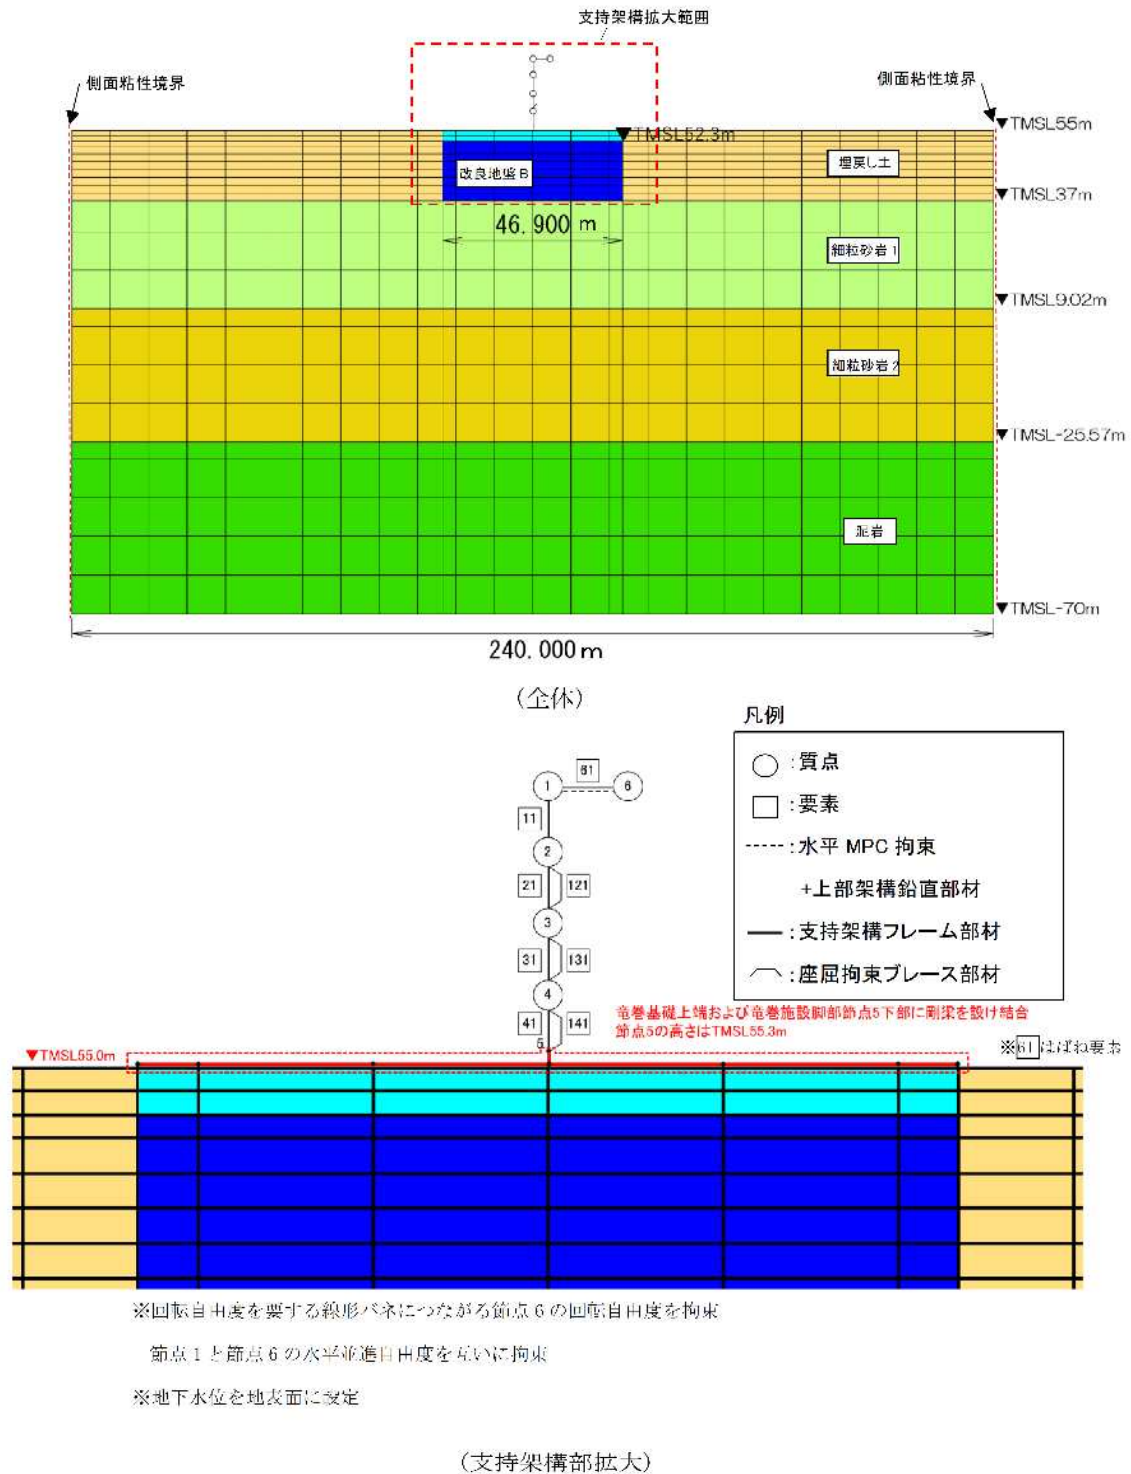 支持架構拡大範囲
側面粘性境界
側面粘性境界
▼TMSL55m
▼TMSL52.3m
埋戻し土
改良地盤B
▼TMSL37m
46.900 m
細粒砂岩1
▼TMSL9.02m
細粒砂岩2
▼TMSL-25.57m
泥岩
▼TMSL-70m
240.000m
(全体)
凡例
○:質点
□:要素
-----:水平 MPC 拘束
+上部架構鉛直部材
—:支持架構フレーム部材
:座屈拘束ブレース部材
61
1
6
11
2
21
121
3
31
131
4
41
141
5
竜巻基礎上端および竜巻施設脚部節点5下部に剛梁を設け結合
節点5の高さはTMSL55.3m
▼TMSL55.0m
※61はばね要素
※回転自由度を要する線形バネにつながる節点6の回転自由度を拘束
節点1と節点6の水平並進自由度を互いに拘束
※地下水位を地表面に設定
(支持架構部拡大)